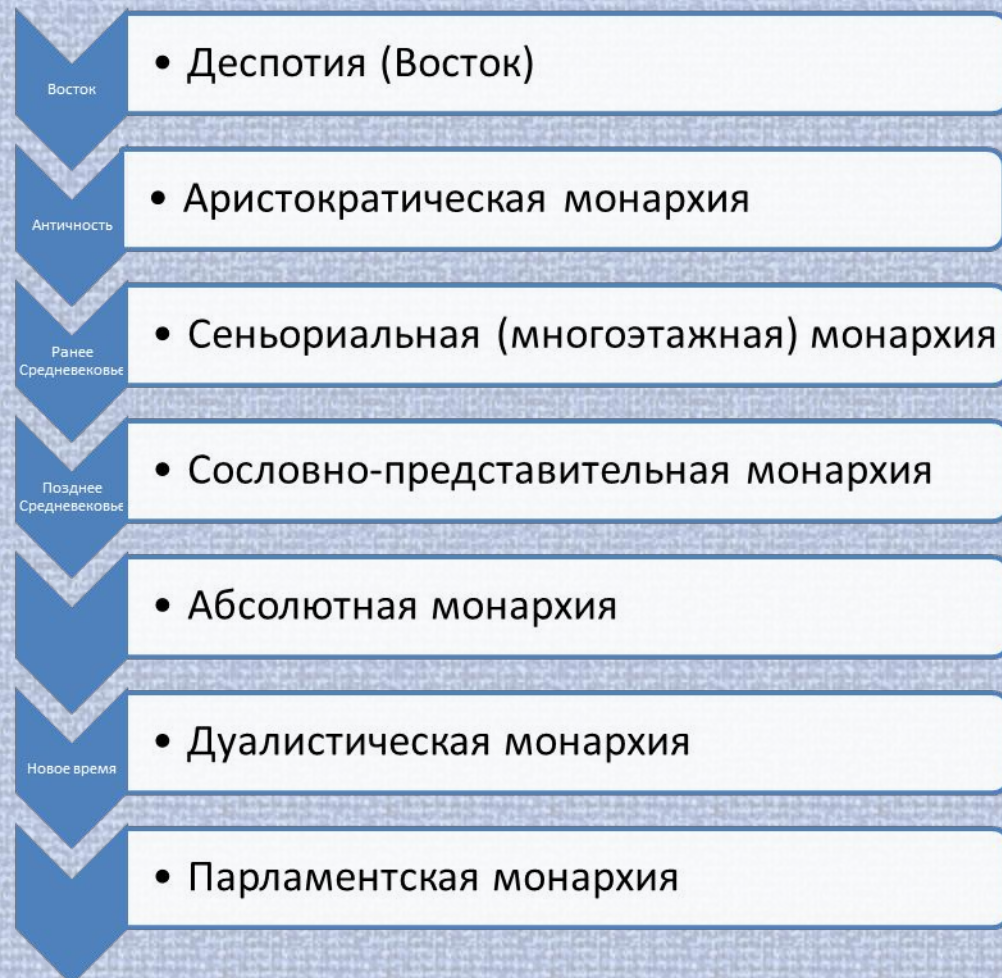 Восток
• Деспотия (Восток)
Античность
• Аристократическая монархия
Ранее
Средневековье
• Сеньориальная (многоэтажная) монархия
Позднее
Средневековье
• Сословно-представительная монархия
• Абсолютная монархия
Новое время
• Дуалистическая монархия
• Парламентская монархия